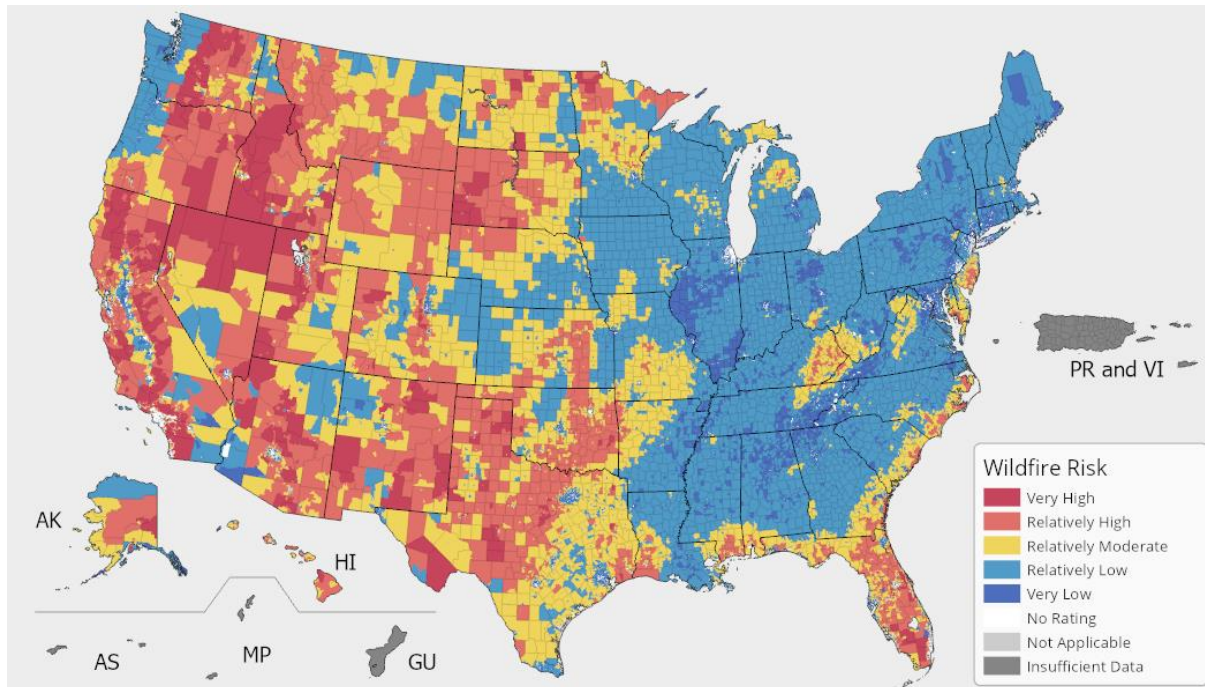 PR and VI
AK
HI
AS
MP
GU
Wildfire Risk
Very High
Relatively High
Relatively Moderate
Relatively Low
Very Low
No Rating
Not Applicable
Insufficient Data